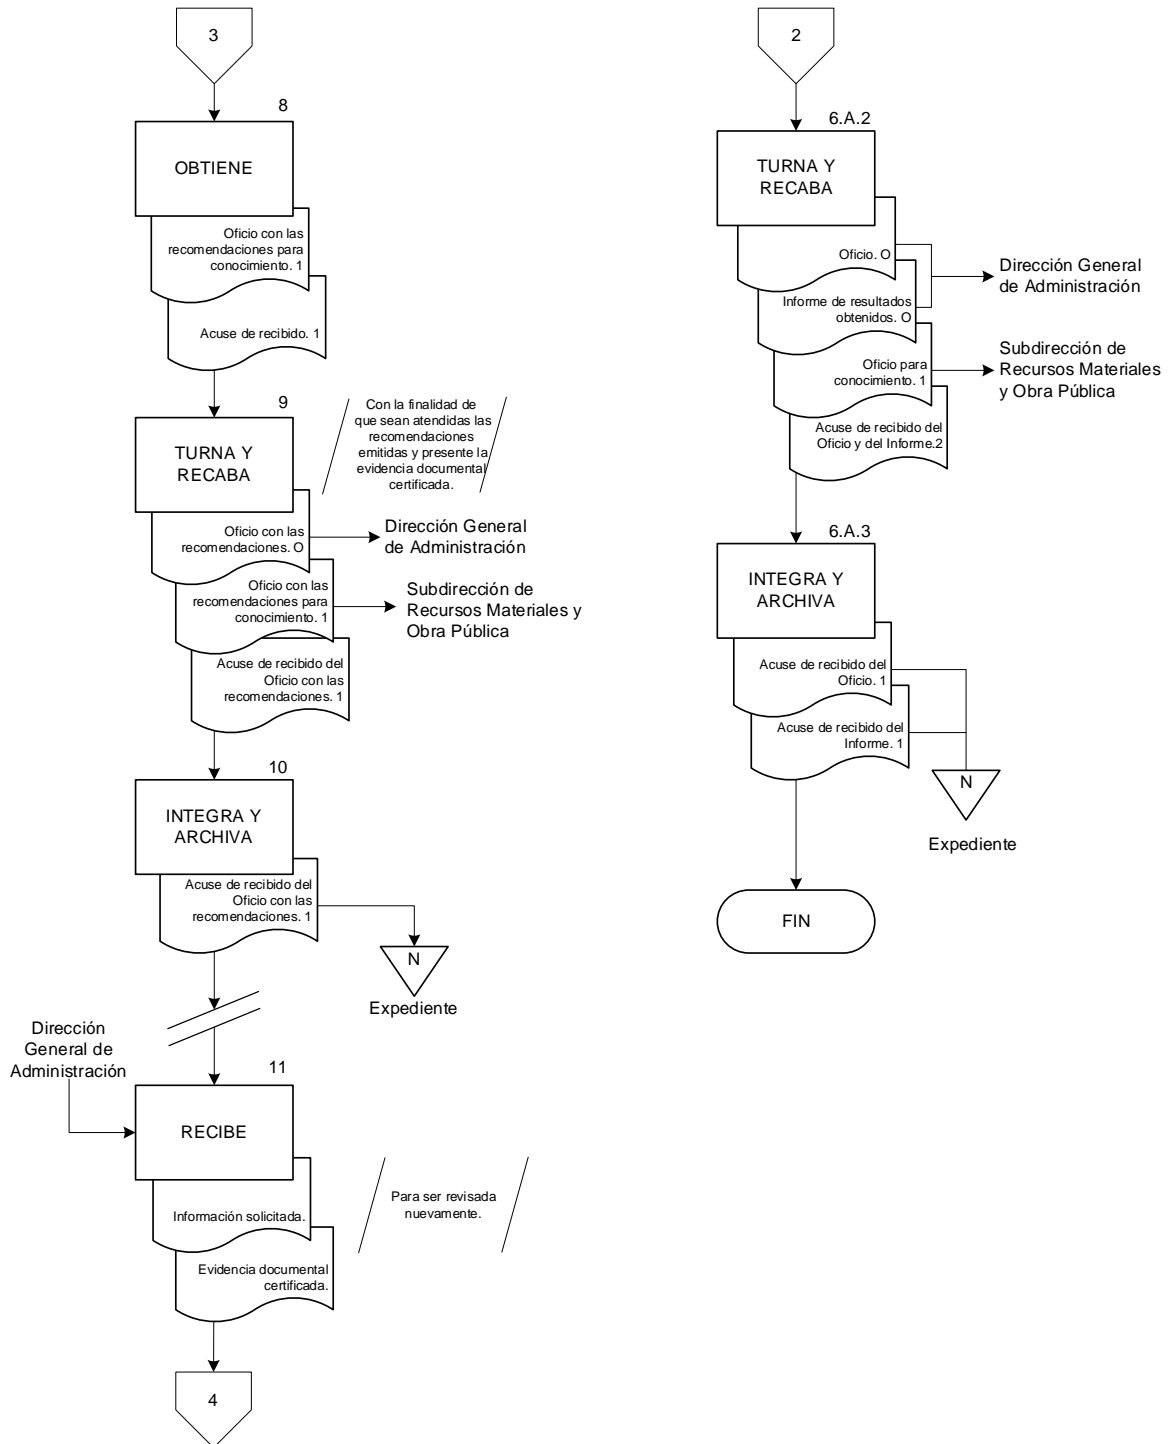 3
8
OBTIENE
Oficio con las
recomendaciones para
conocimiento. 1
Acuse de recibido. 1
9
TURNA Y
RECABA
Con la finalidad de
que sean atendidas las
recomendaciones
emitidas y presente la
evidencia documental
certificada.
Oficio con las
recomendaciones. O
Dirección General
de Administración
Oficio con las
recomendaciones para
conocimiento. 1
Subdirección de
Recursos Materiales y
Obra Pública
Acuse de recibido del
Oficio con las
recomendaciones. 1
10
INTEGRA Y
ARCHIVA
Acuse de recibido del
Oficio con las
recomendaciones. 1
N
Expediente
Dirección
General de
Administración
11
RECIBE
Información solicitada.
Para ser revisada
nuevamente.
Evidencia documental
certificada.
4
2
6.A.2
TURNA Y
RECABA
Oficio. O
Informe de resultados
obtenidos. O
Dirección General
de Administración
Oficio para
conocimiento. 1
Subdirección de
Recursos Materiales
y Obra Pública
Acuse de recibido del
Oficio y del Informe.2
6.A.3
INTEGRA Y
ARCHIVA
Acuse de recibido del
Oficio. 1
Acuse de recibido del
Informe. 1
N
Expediente
FIN